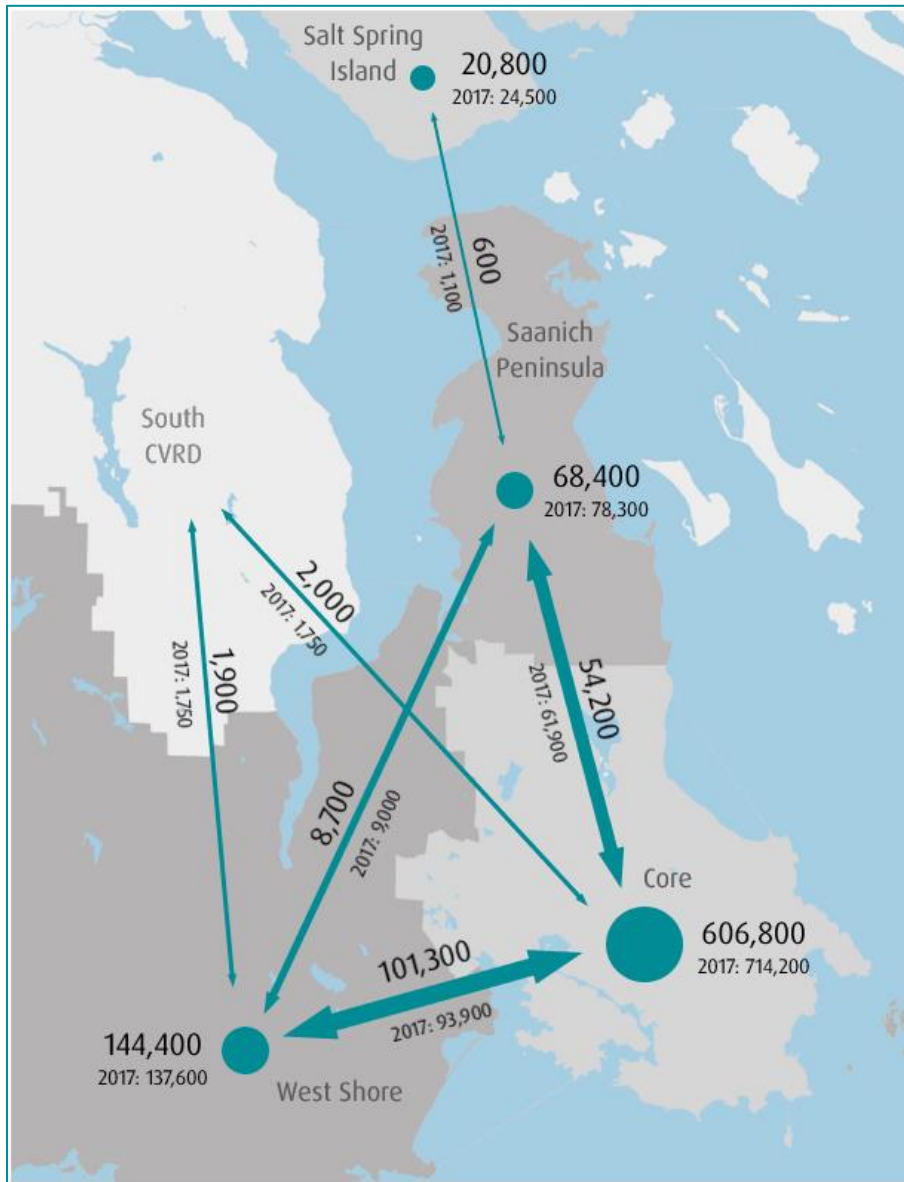 Salt Spring
Island
20,800
2017: 24,500
600
2017: 1,100
Saanich
Peninsula
South
CVRD
68,400
2017: 78,300
2,000
2017: 1,750
1,900
2017: 1,750
54,200
2017: 61,900
8,700
2017: 9,000
Core
606,800
2017: 714,200
101,300
2017: 93,900
144,400
2017: 137,600
West Shore